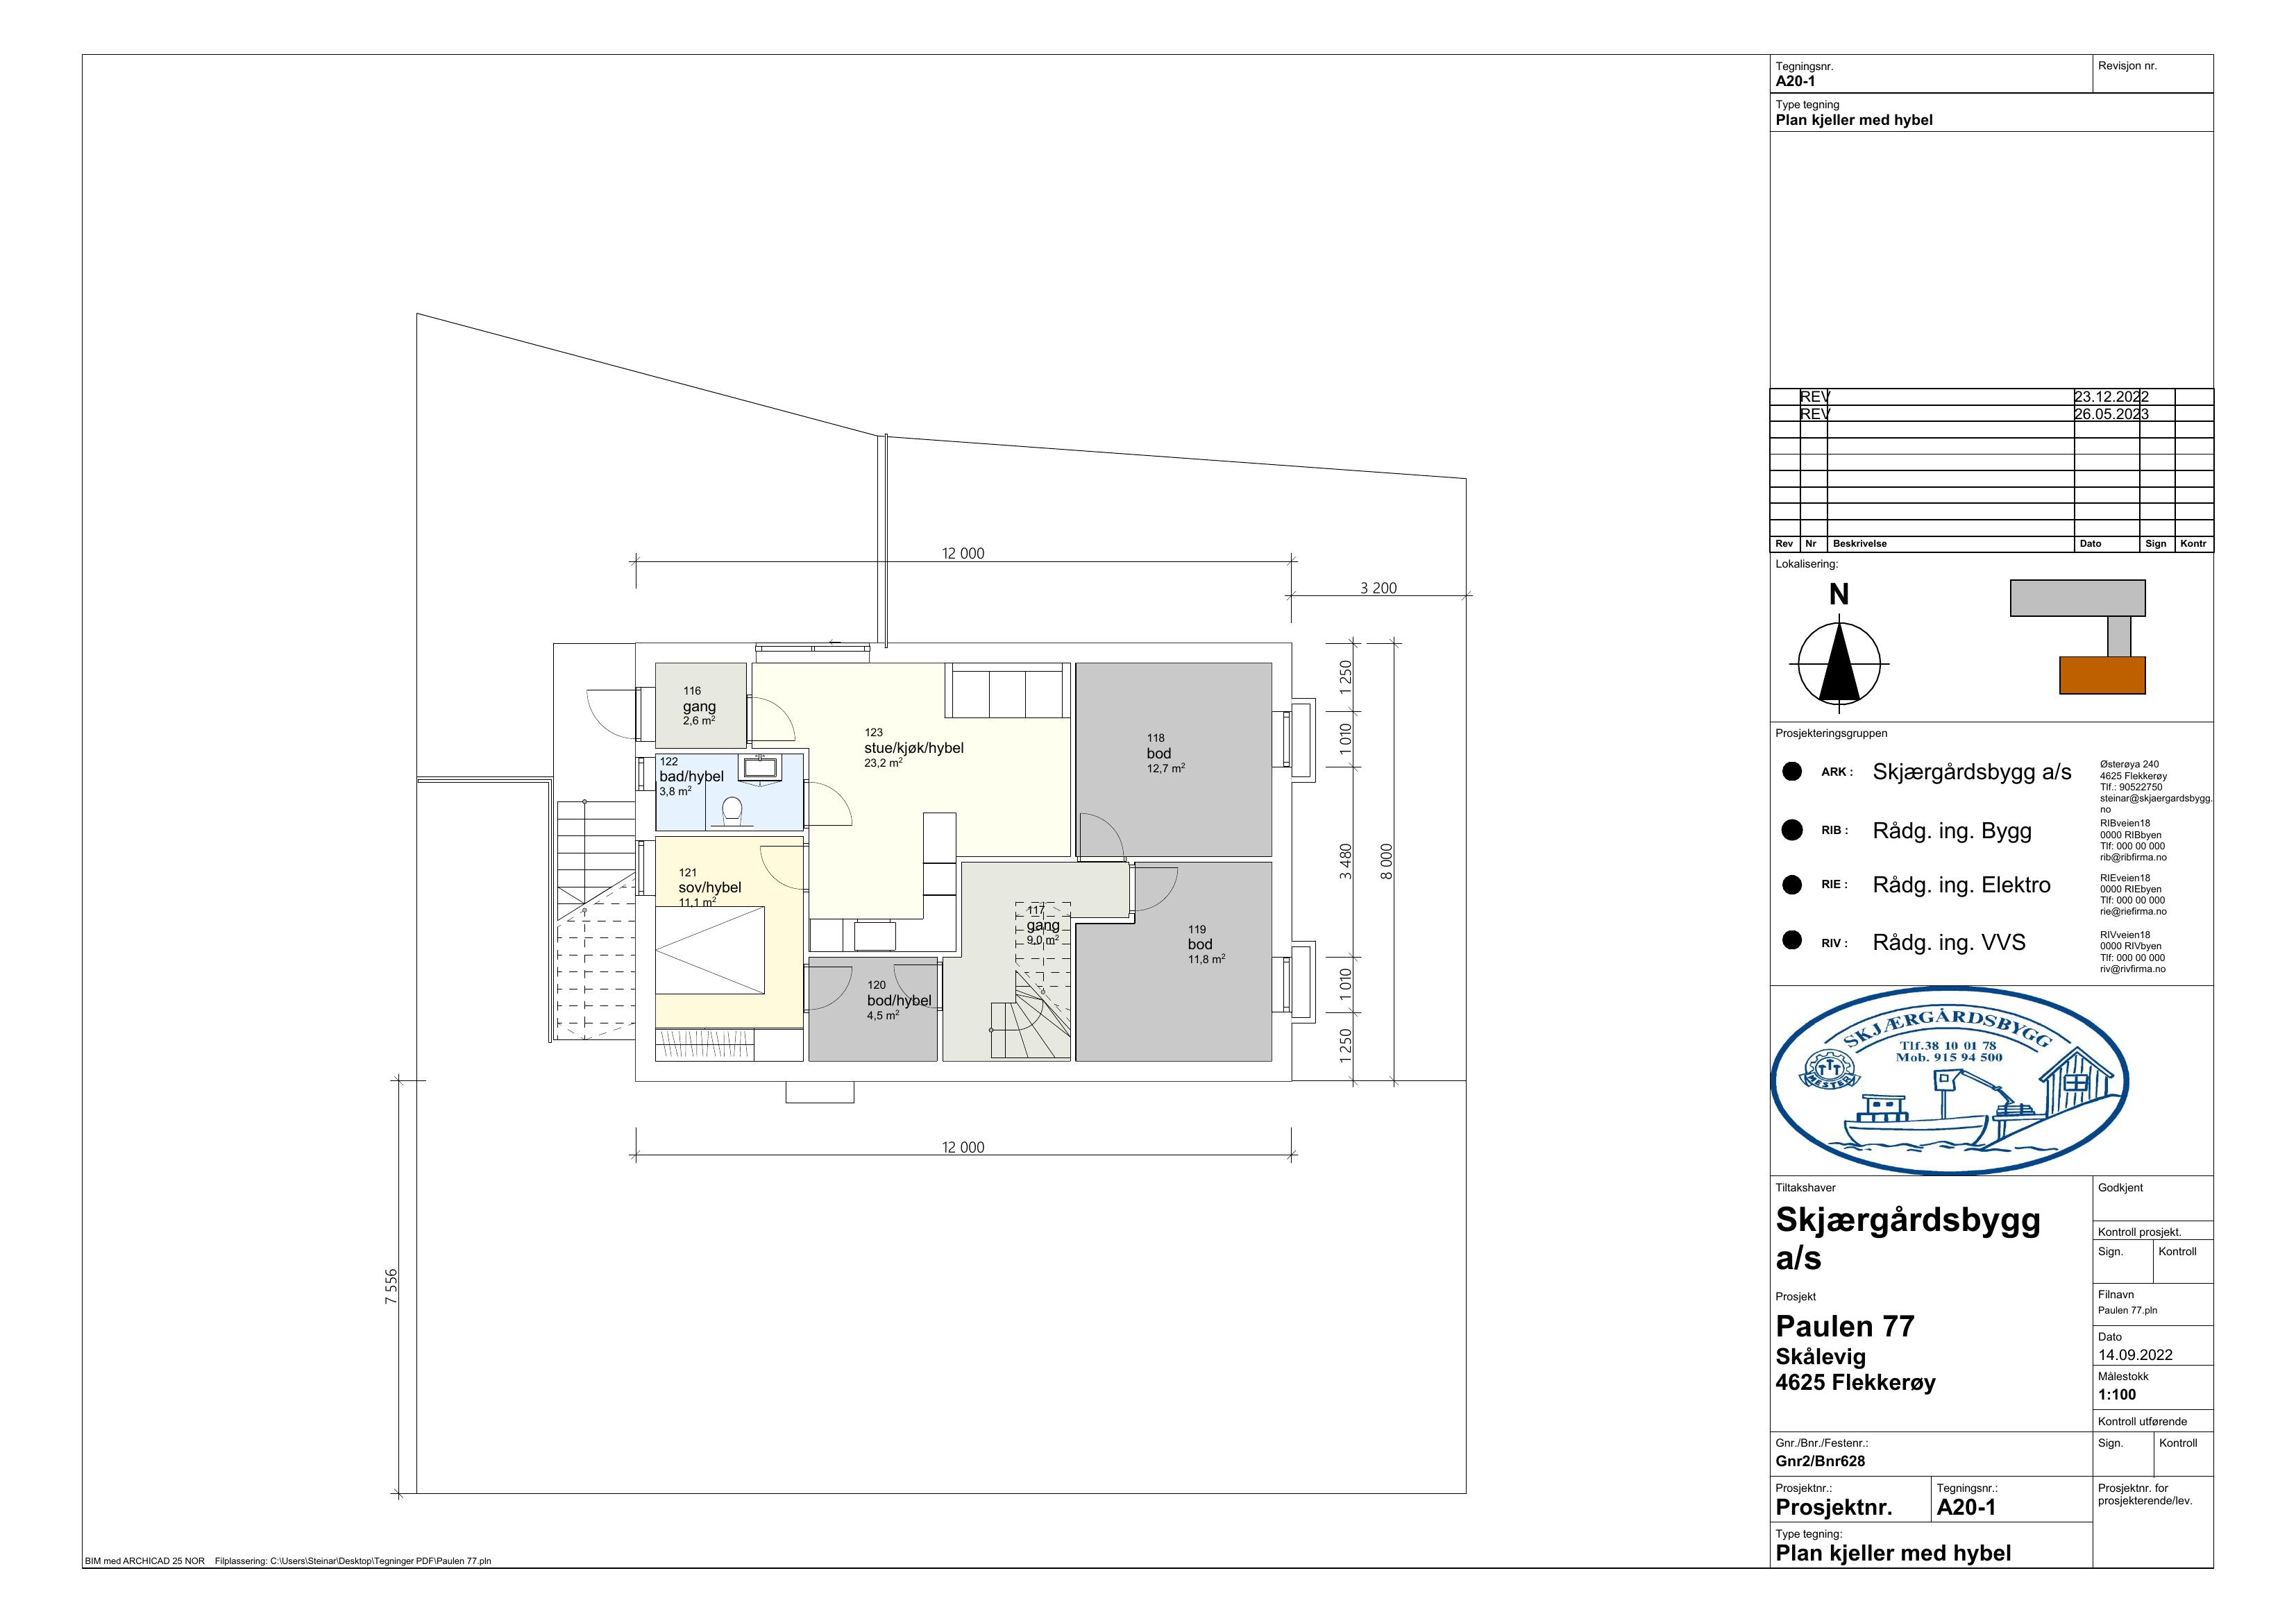 Tegningsnr.
A20-1
Revisjon nr.
Type tegning
Plan kjeller med hybel
REV 23.12.2022
REV 26.05.2023
Rev Nr Beskrivelse Dato Sign Kontr
Lokalisering:
N
Prosjekteringsgruppen
ARK : Skjærgårdsbygg a/s
Østerøya 240
4625 Flekkerøy
Tlf.: 90522750
steinar@skjaergardsbygg.
no
RIB : Rådg. ing. Bygg
RIBveien18
0000 RIBbyen
Tlf: 000 00 000
rib@ribfirma.no
RIE : Rådg. ing. Elektro
RIEveien18
0000 RIEbyen
Tlf: 000 00 000
rie@riefirma.no
RIV : Rådg. ing. VVS
RIVveien18
0000 RIVbyen
Tlf: 000 00 000
riv@rivfirma.no
SKJÆRGÅRDSBYGG
Tlf.38 10 01 78
Mob. 915 94 500
MESTER
Tiltakshaver
Skjærgårdsbygg
a/s
Godkjent
Kontroll prosjekt.
Sign. Kontroll
Prosjekt
Paulen 77
Skålevig
4625 Flekkerøy
Filnavn
Paulen 77.pln
Dato
14.09.2022
Målestokk
1:100
Kontroll utførende
Sign. Kontroll
Gnr./Bnr./Festenr.:
Gnr2/Bnr628
Prosjektnr.:
Prosjektnr.
Tegningsnr.:
A20-1
Prosjektnr. for
prosjekterende/lev.
Type tegning:
Plan kjeller med hybel
12 000
3 200
1 250
1 010
3 480
1 010
1 250
8 000
116
gang
2,6 m²
122
bad/hybel
3,8 m²
123
stue/kjøk/hybel
23,2 m²
118
bod
12,7 m²
121
sov/hybel
11,1 m²
117
gang
9,0 m²
119
bod
11,8 m²
120
bod/hybel
4,5 m²
12 000
7 556
BIM med ARCHICAD 25 NOR Filplassering: C:\Users\Steinar\Desktop\Tegninger PDF\Paulen 77.pln